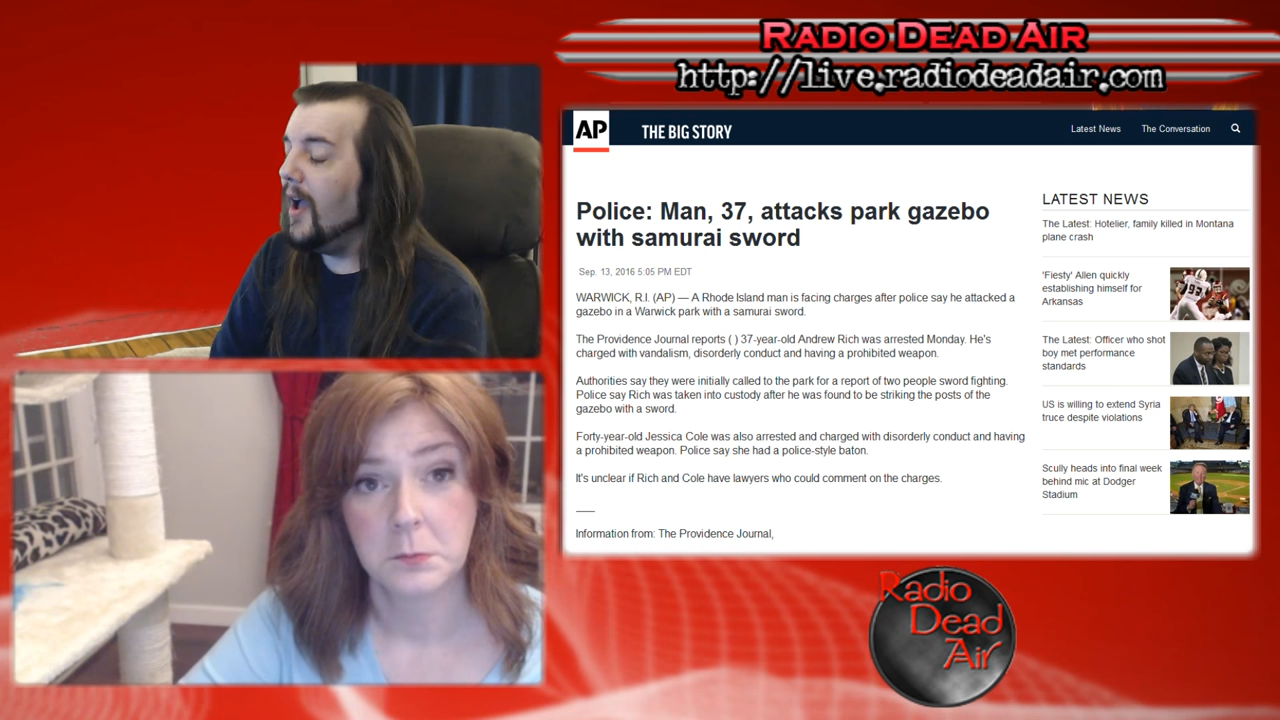 RADIO DEAD AIR
http://live.radiodeadair.com
AP
THE BIG STORY
Latest News
The Conversation
Police: Man, 37, attacks park gazebo
with samurai sword
Sep. 13, 2016 5:05 PM EDT
WARWICK, R.I. (AP) — A Rhode Island man is facing charges after police say he attacked a
gazebo in a Warwick park with a samurai sword.
The Providence Journal reports ( ) 37-year-old Andrew Rich was arrested Monday. He's
charged with vandalism, disorderly conduct and having a prohibited weapon.
Authorities say they were initially called to the park for a report of two people sword fighting.
Police say Rich was taken into custody after he was found to be striking the posts of the
gazebo with a sword.
Forty-year-old Jessica Cole was also arrested and charged with disorderly conduct and having
a prohibited weapon. Police say she had a police-style baton.
It's unclear if Rich and Cole have lawyers who could comment on the charges.
Information from: The Providence Journal,
LATEST NEWS
The Latest: Hotelier, family killed in Montana
plane crash
'Fiesty' Allen quickly
establishing himself for
Arkansas
The Latest: Officer who shot
boy met performance
standards
US is willing to extend Syria
truce despite violations
Scully heads into final week
behind mic at Dodger
Stadium
Radio
Dead
Air